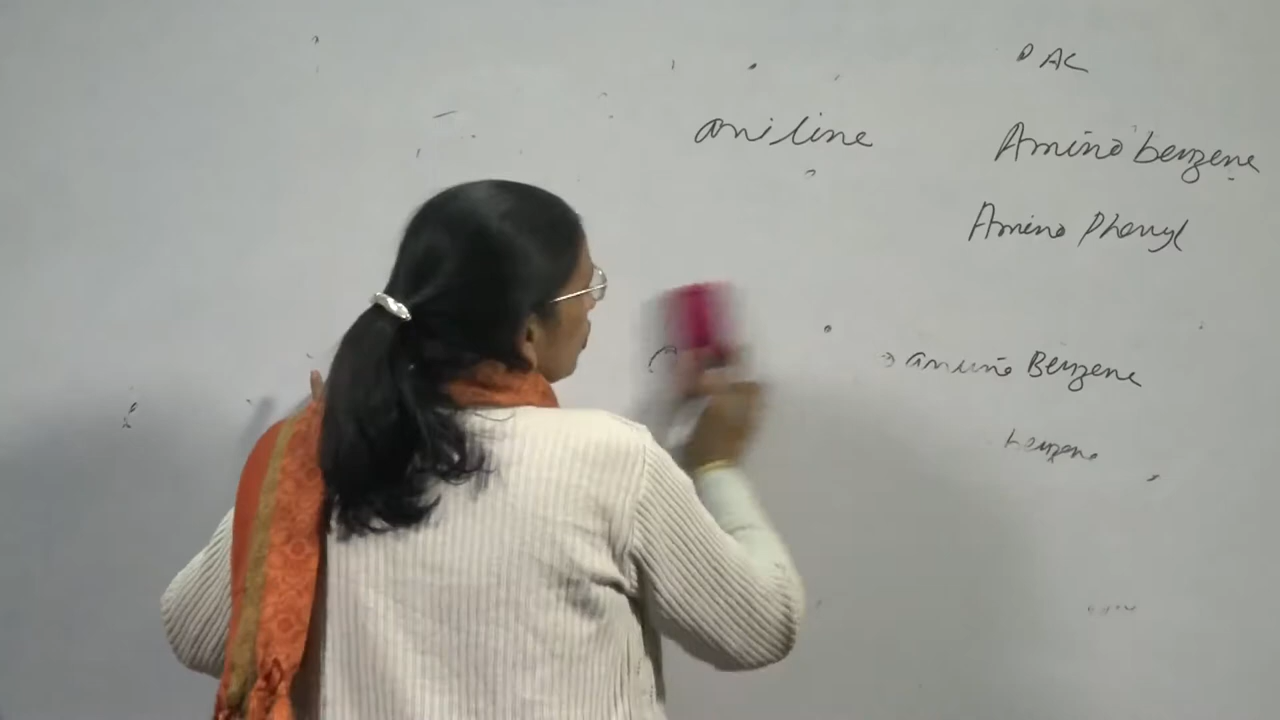 AC
aniline
Amino benzene
Amino Phenyl
amino Benzene
benzene